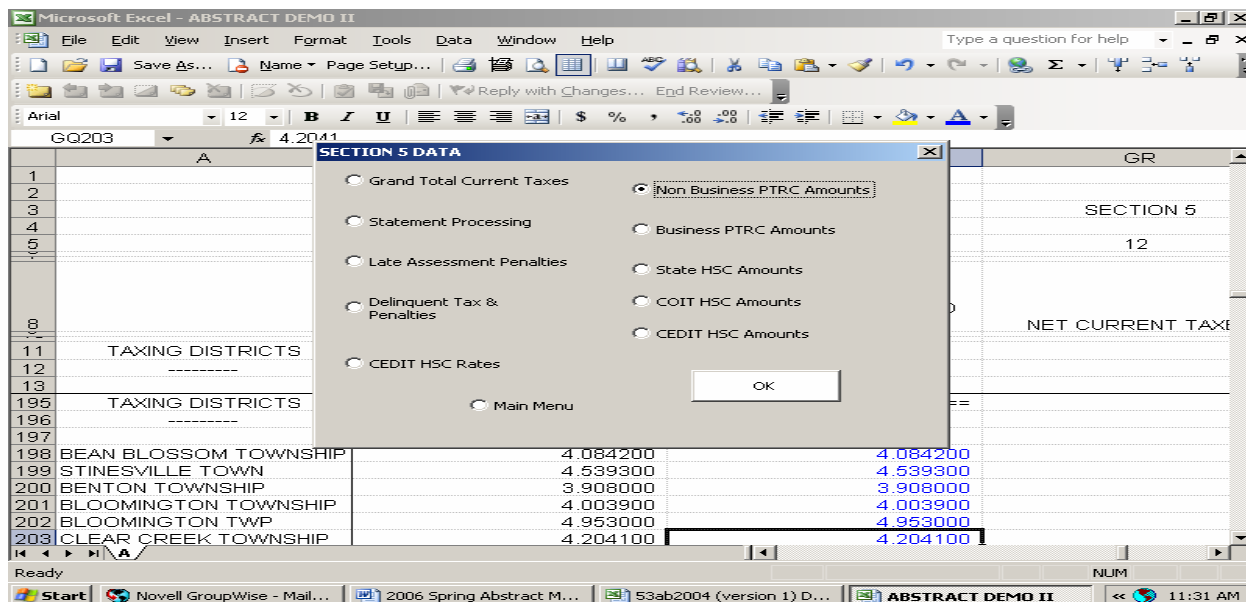 Microsoft Excel - ABSTRACT DEMO II
File Edit View Insert Format Tools Data Window Help Type a question for help
Save As... Name Page Setup...
Reply with Changes... End Review...
Arial 12 B I U $ % ,
GQ203 fx 4.2041
A GR
SECTION 5 DATA
Grand Total Current Taxes
Statement Processing
Late Assessment Penalties
Delinquent Tax &
Penalties
CEDIT HSC Rates
Main Menu
Non Business PTRC Amounts
Business PTRC Amounts
State HSC Amounts
COIT HSC Amounts
CEDIT HSC Amounts
OK
1
2
3 SECTION 5
4
5 12
8 NET CURRENT TAXE
11 TAXING DISTRICTS
12 ---------
13
195 TAXING DISTRICTS ==
196 ---------
197
198 BEAN BLOSSOM TOWNSHIP 4.084200 4.084200
199 STINESVILLE TOWN 4.539300 4.539300
200 BENTON TOWNSHIP 3.908000 3.908000
201 BLOOMINGTON TOWNSHIP 4.003900 4.003900
202 BLOOMINGTON TWP 4.953000 4.953000
203 CLEAR CREEK TOWNSHIP 4.204100 4.204100
A
Ready NUM
Start Novell GroupWise - Mail... 2006 Spring Abstract M... 53ab2004 (version 1) D... ABSTRACT DEMO II « 11:31 AM